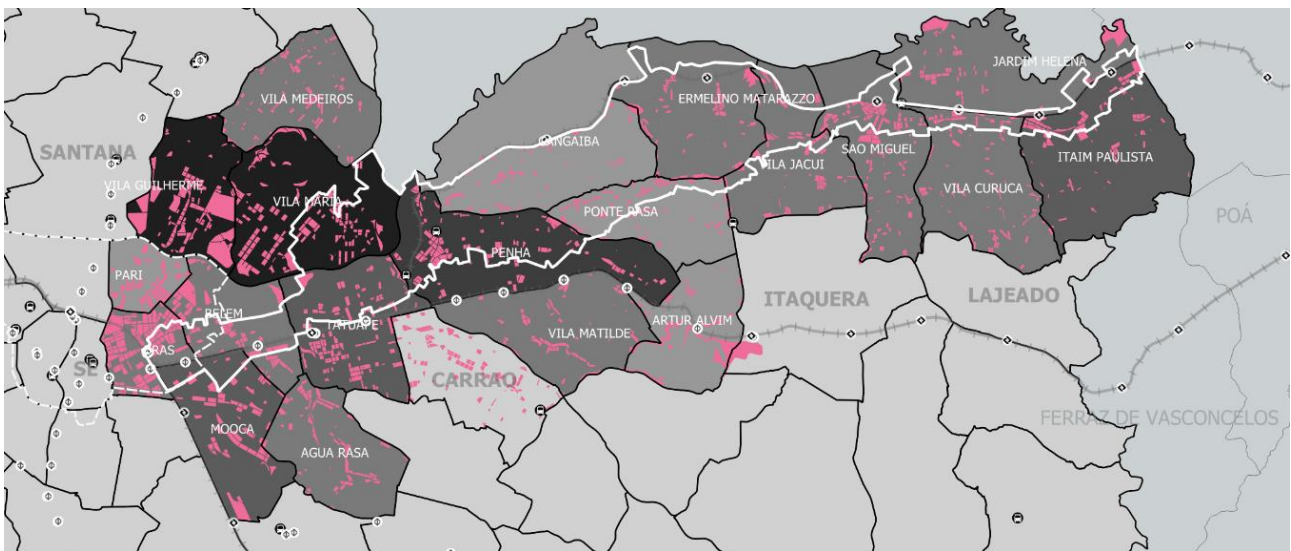 JARDIM HELENA
VILA MEDEIROS
ERMELINO MATARAZZO
CANGAIBA
SANTANA
SAO MIGUEL
ITAIM PAULISTA
VILA JACUI
VILA GUILHERME
VILA CURUCA
VILA MARIA
PONTE RASA
POÁ
PENHA
PARI
ITAQUERA
LAJEADO
BELEM
ARTUR ALVIM
TATUAPE
VILA MATILDE
BRAS
SÉ
CARRAO
FERRAZ DE VASCONCELOS
MOOCA
AGUA RASA